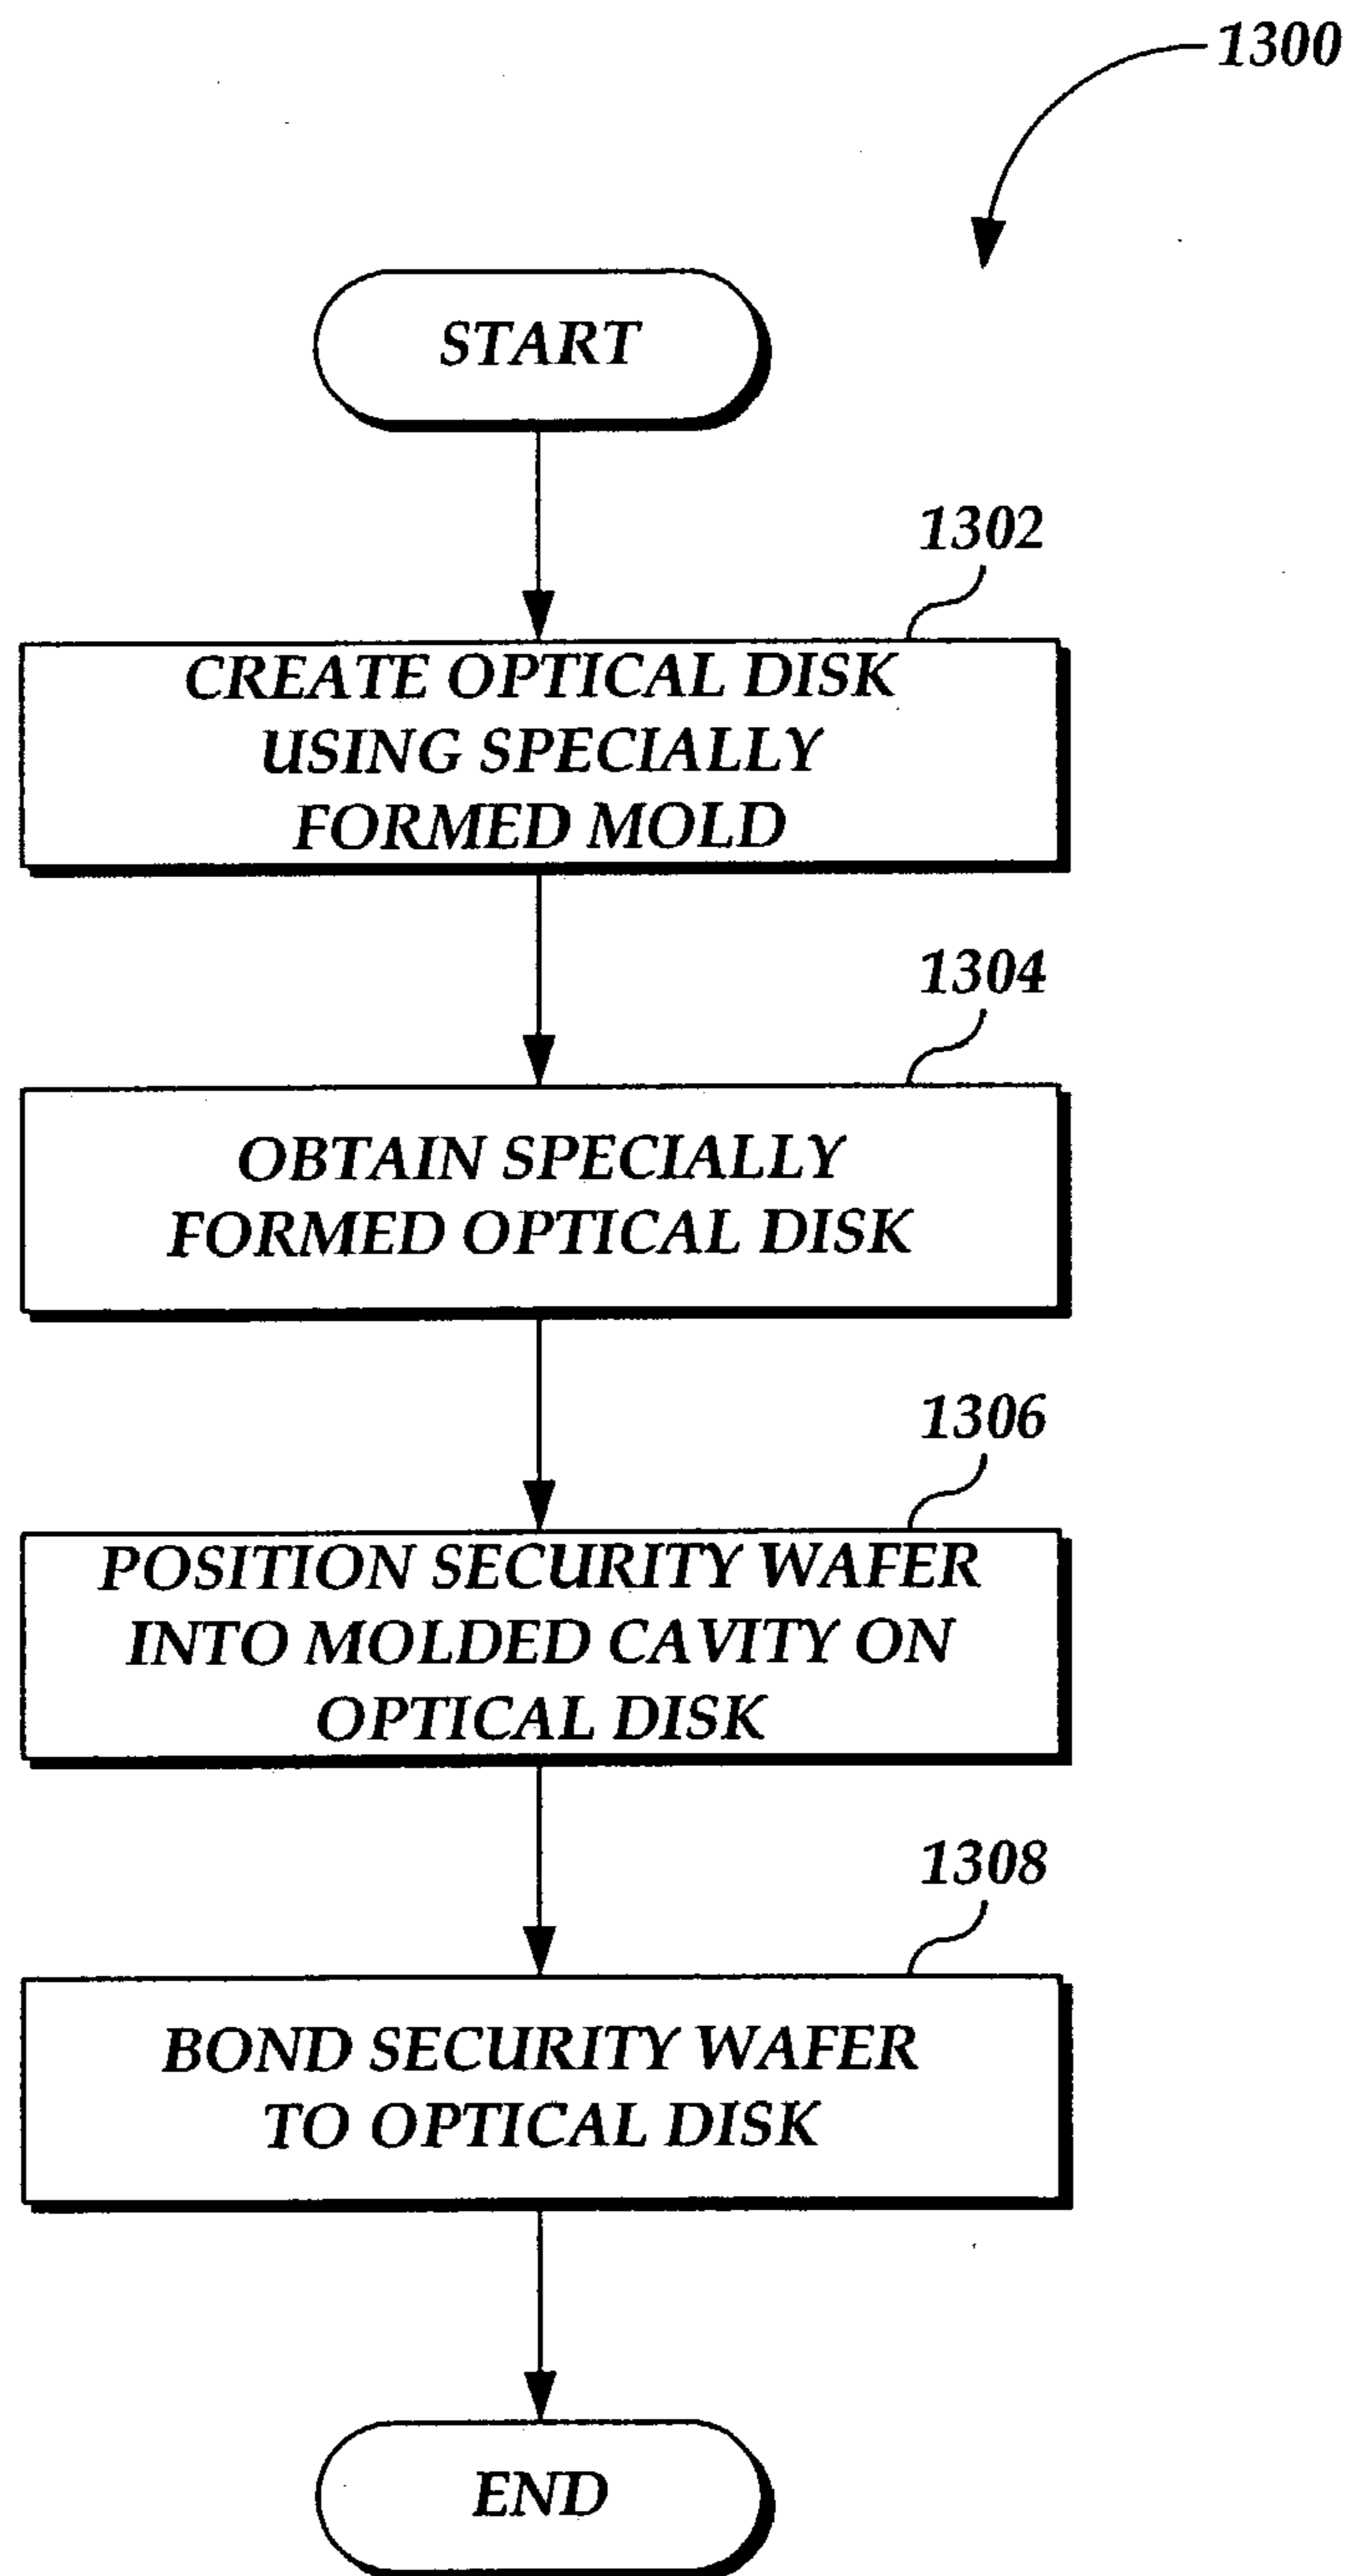 1300
START
1302
CREATE OPTICAL DISK
USING SPECIALLY
FORMED MOLD
1304
OBTAIN SPECIALLY
FORMED OPTICAL DISK
1306
POSITION SECURITY WAFER
INTO MOLDED CAVITY ON
OPTICAL DISK
1308
BOND SECURITY WAFER
TO OPTICAL DISK
END